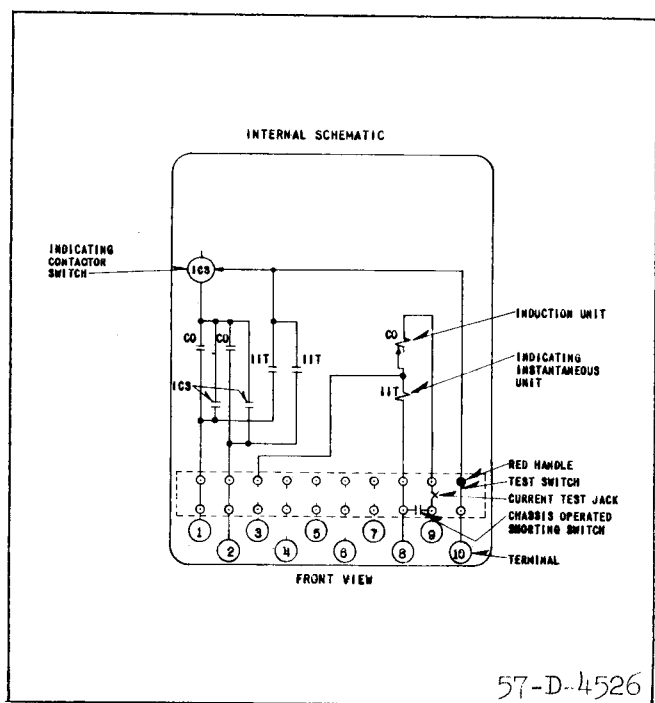 INTERNAL SCHEMATIC
INDICATING
CONTACTOR
SWITCH
ICS
CO
CO
IIT
IIT
ICS
CO
IIT
INDUCTION UNIT
INDICATING
INSTANTANEOUS
UNIT
RED HANDLE
TEST SWITCH
CURRENT TEST JACK
CHASSIS OPERATED
SHORTING SWITCH
TERMINAL
1
2
3
4
5
6
7
8
9
10
FRONT VIEW
57-D-4526